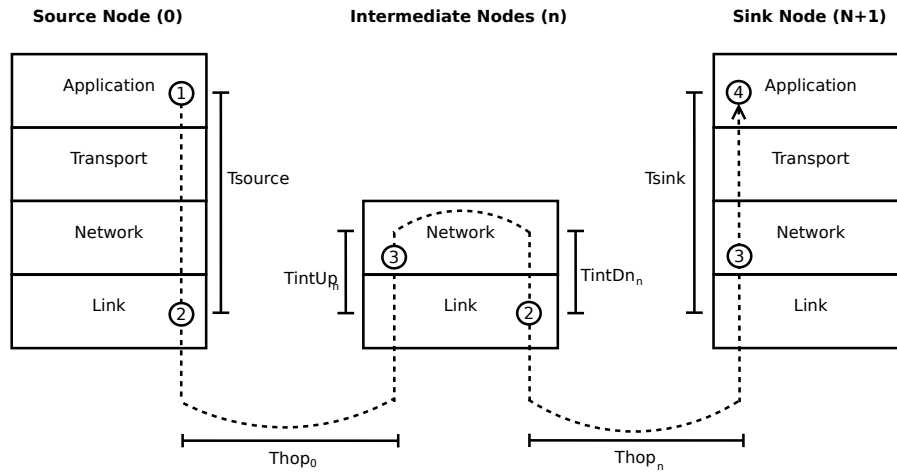 Source Node (0)
Intermediate Nodes (n)
Sink Node (N+1)
Application
1
Transport
Network
Link
2
Tsource
Network
3
Link
2
TintUpn
TintDnn
Application
4
Transport
Network
3
Link
Tsink
Thop0
Thopn